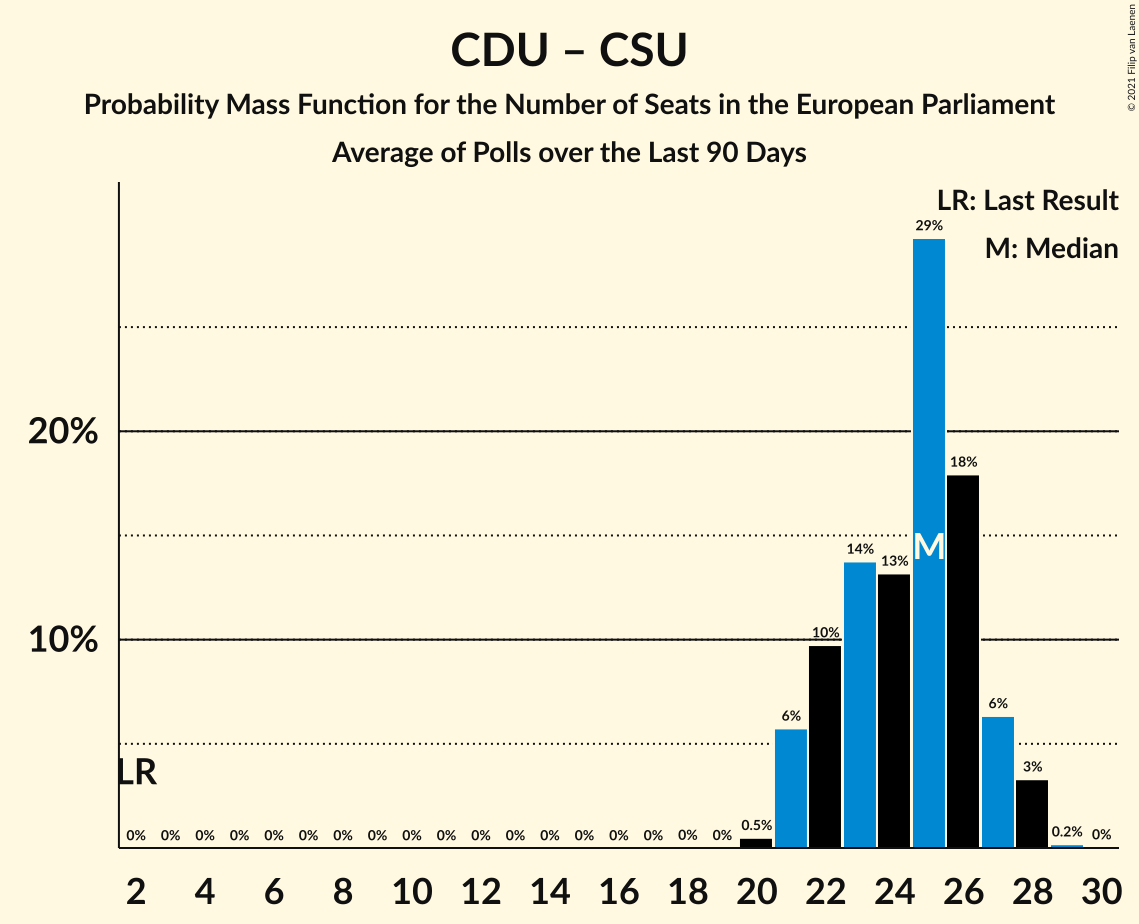 CDU – CSU
Probability Mass Function for the Number of Seats in the European Parliament
Average of Polls over the Last 90 Days
© 2021 Filip van Laenen
LR: Last Result
M: Median
29%
20%
18%
14%
13%
M
10%
10%
6%
6%
3%
LR
0% 0% 0% 0% 0% 0% 0% 0% 0% 0% 0% 0% 0% 0% 0% 0% 0% 0% 0.5% 0.2% 0%
2 4 6 8 10 12 14 16 18 20 22 24 26 28 30